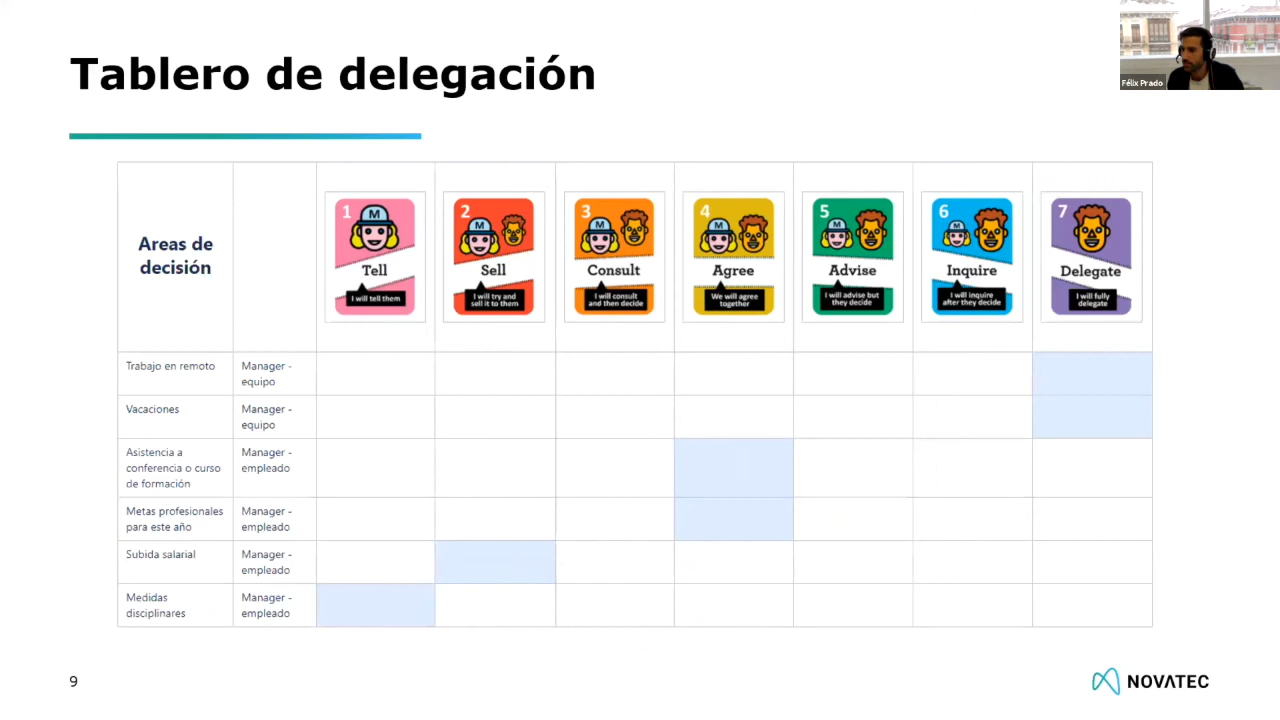 Tablero de delegación
Félix Prado
Areas de
decisión
1
M
Tell
I will tell them
2
M
Sell
I will try and
sell it to them
3
M
Consult
I will consult
and then decide
4
M
Agree
We will agree
together
5
M
Advise
I will advise but
they decide
6
M
Inquire
I will inquire
after they decide
7
Delegate
I will fully
delegate
Trabajo en remoto
Manager -
equipo
Vacaciones
Manager -
equipo
Asistencia a
conferencia o curso
de formación
Manager -
empleado
Metas profesionales
para este año
Manager -
empleado
Subida salarial
Manager -
empleado
Medidas
disciplinares
Manager -
empleado
9
NOVATEC